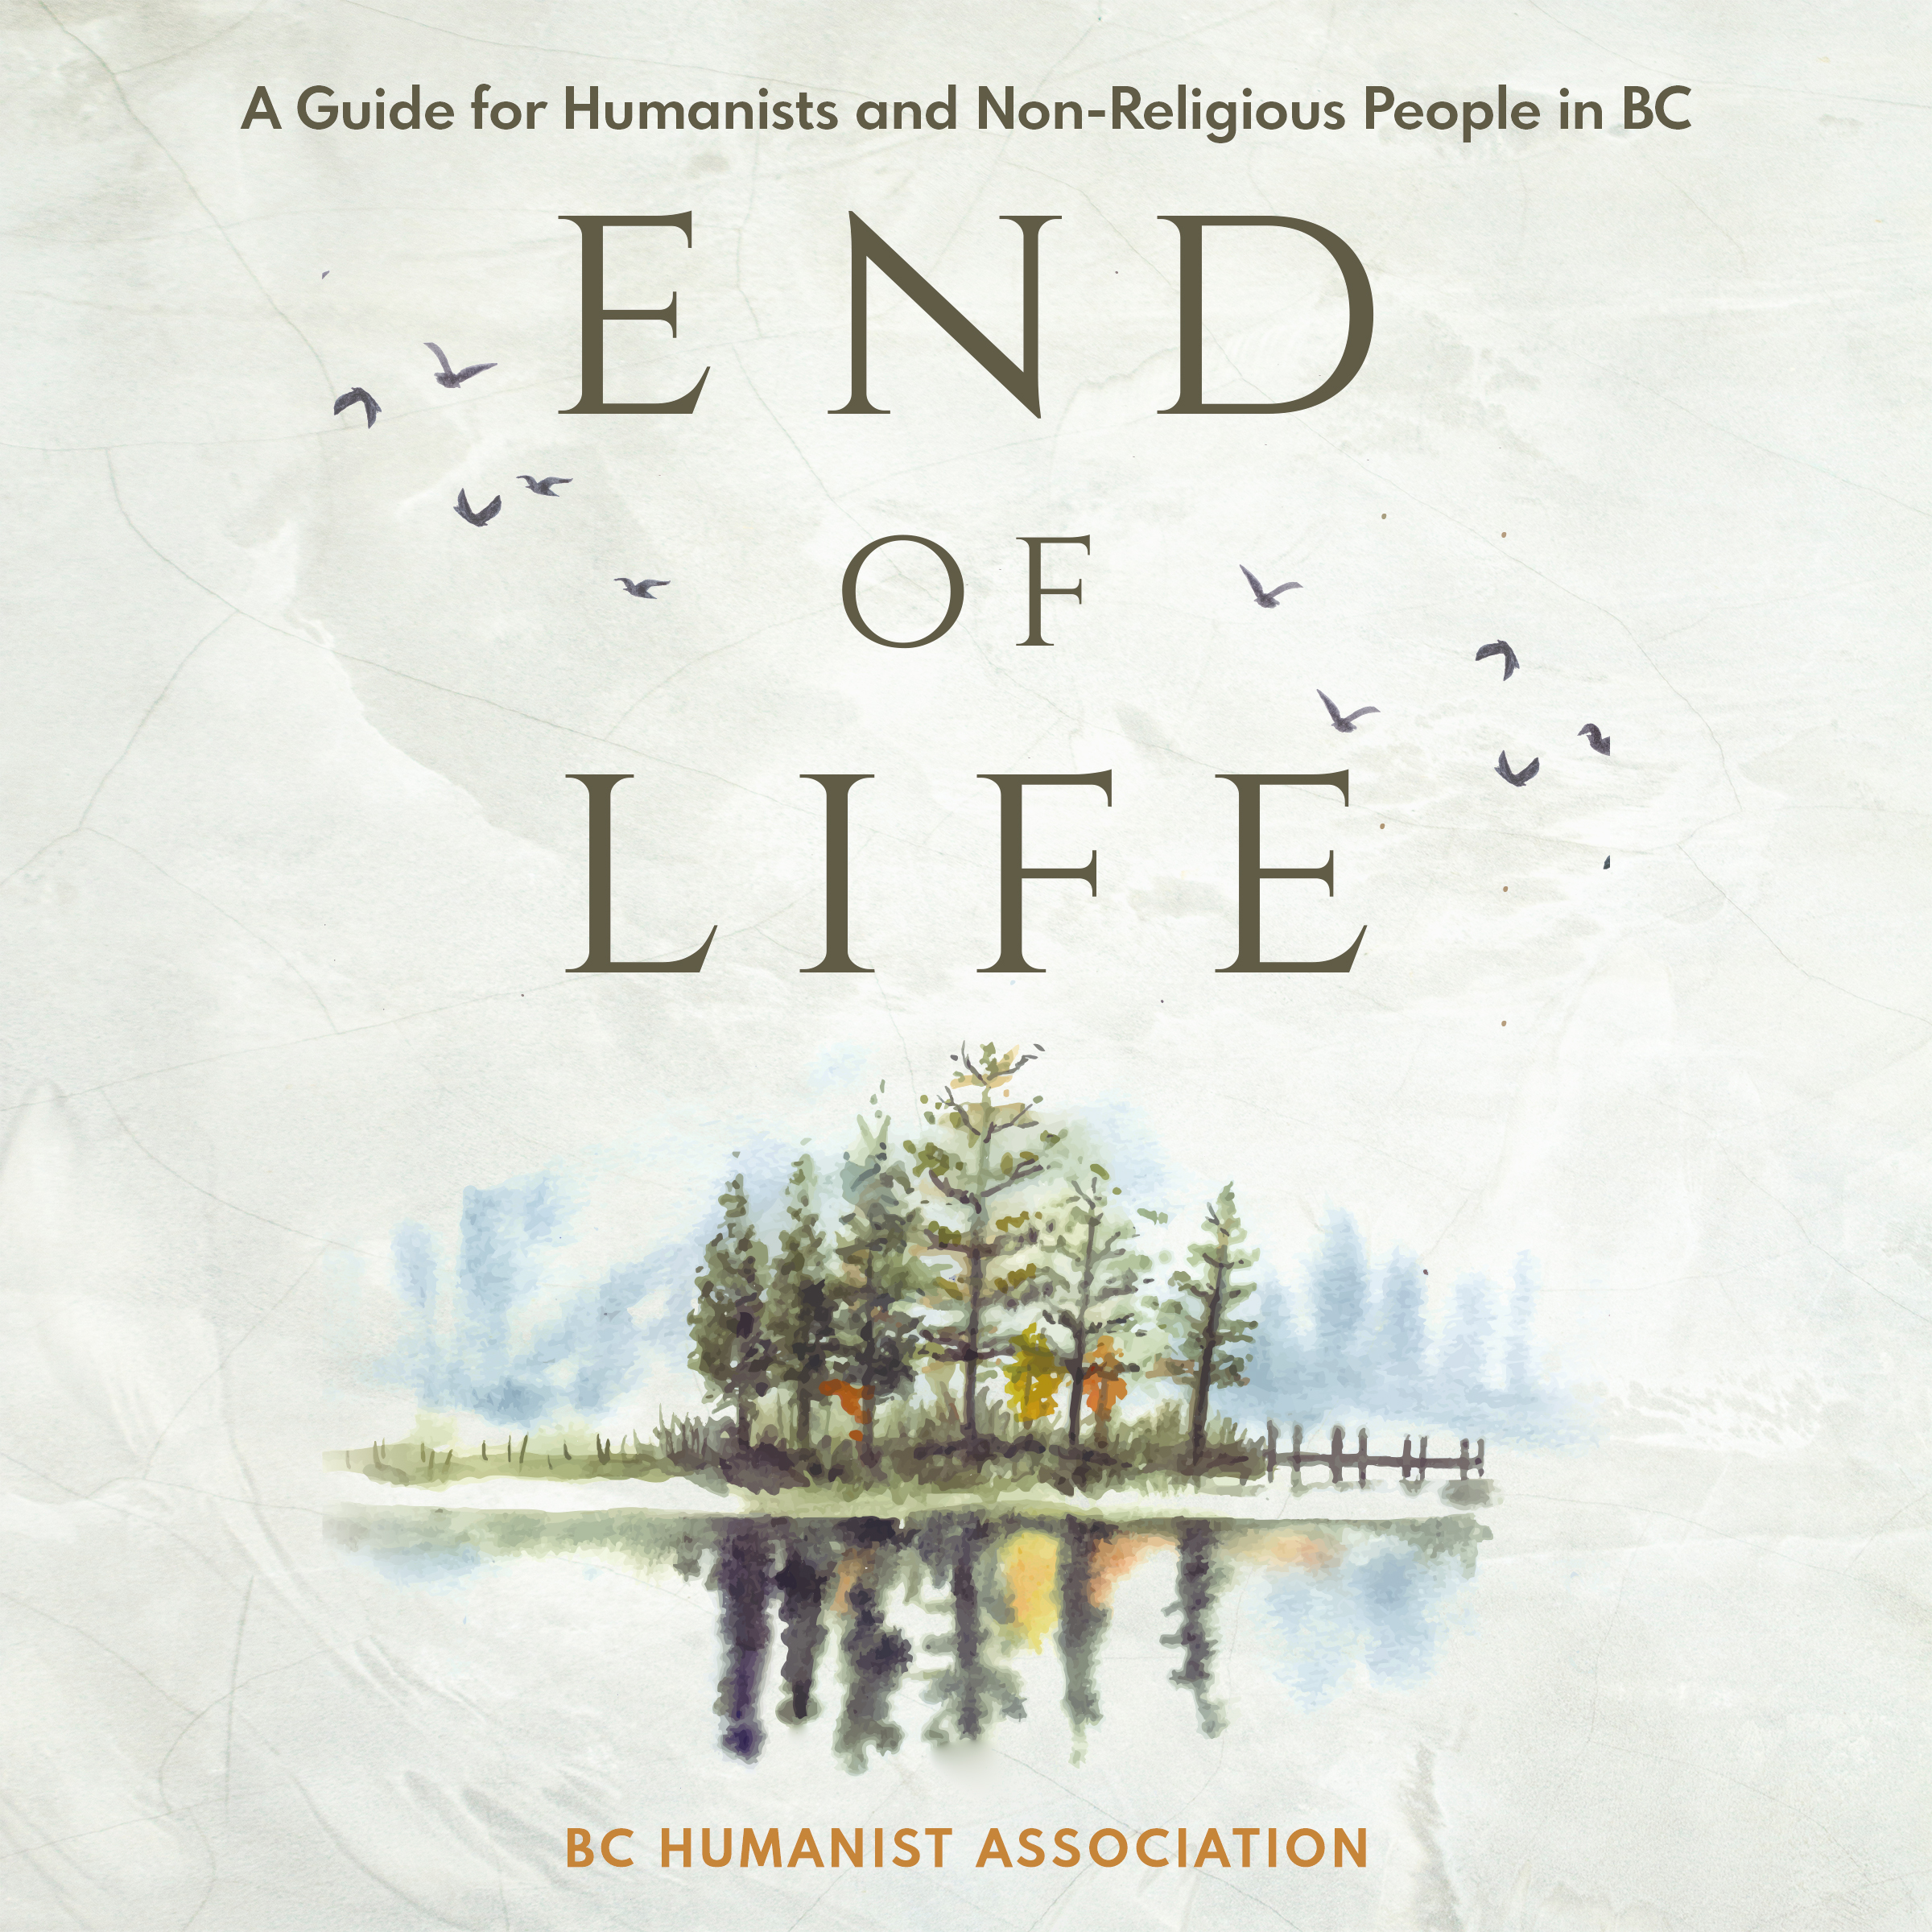 A Guide for Humanists and Non-Religious People in BC
END
OF
LIFE
BC HUMANIST ASSOCIATION